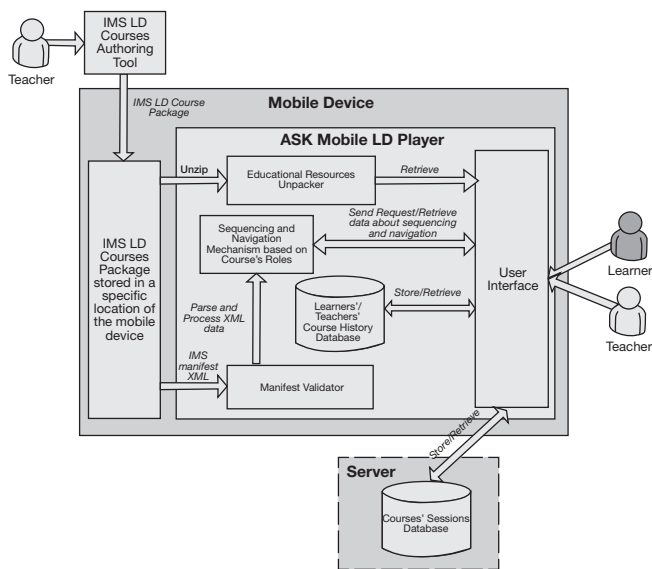 IMS LD
Courses
Authoring
Tool
Teacher
IMS LD Course
Package
Mobile Device
ASK Mobile LD Player
Unzip
Educational Resources
Unpacker
Retrieve
Send Request/Retrieve
data about sequencing
and navigation
Sequencing and
Navigation
Mechanism based on
Course's Roles
IMS LD
Courses
Package
stored in a
specific
location of
the mobile
device
User
Interface
Learner
Teacher
Parse and
Process XML
data
Learners'/
Teachers'
Course History
Database
Store/Retrieve
IMS
manifest
XML
Manifest Validator
Store/Retrieve
Server
Courses' Sessions
Database